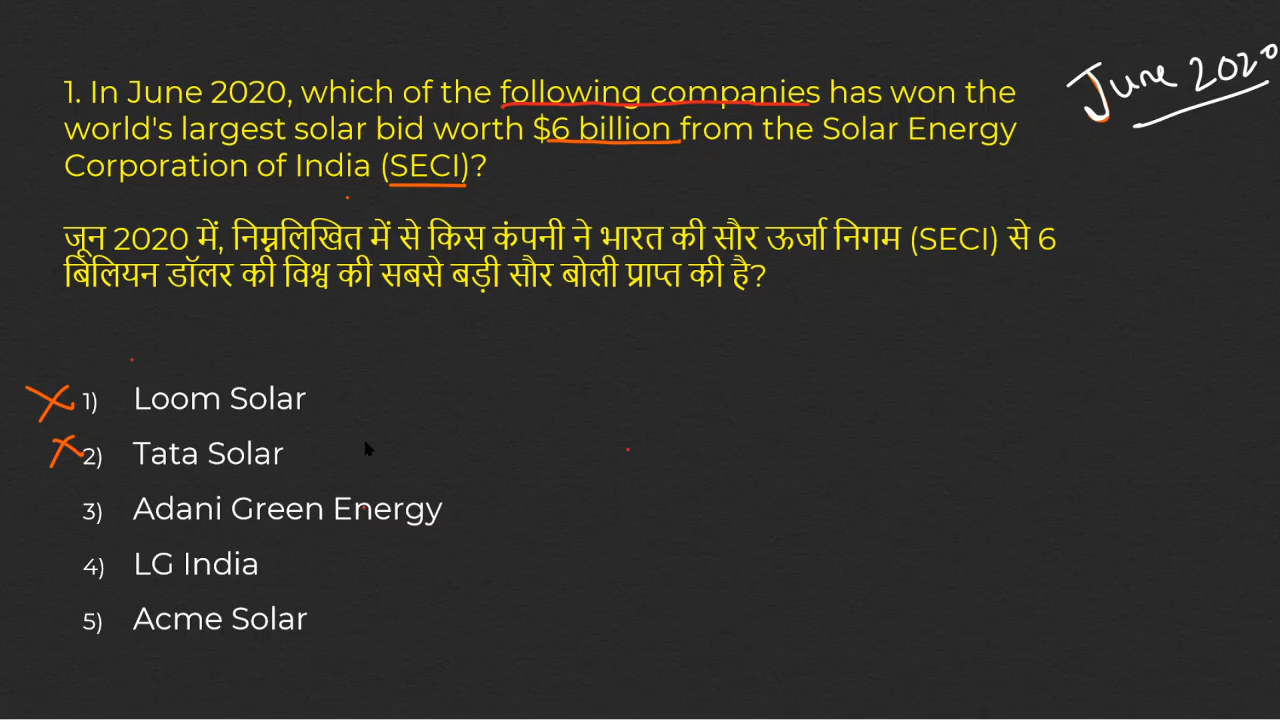 June 2020
1. In June 2020, which of the following companies has won the
world's largest solar bid worth $6 billion from the Solar Energy
Corporation of India (SECI)?
जून 2020 में, निम्नलिखित में से किस कंपनी ने भारत की सौर ऊर्जा निगम (SECI) से 6
बिलियन डॉलर की विश्व की सबसे बड़ी सौर बोली प्राप्त की है?
1) Loom Solar
2) Tata Solar
3) Adani Green Energy
4) LG India
5) Acme Solar